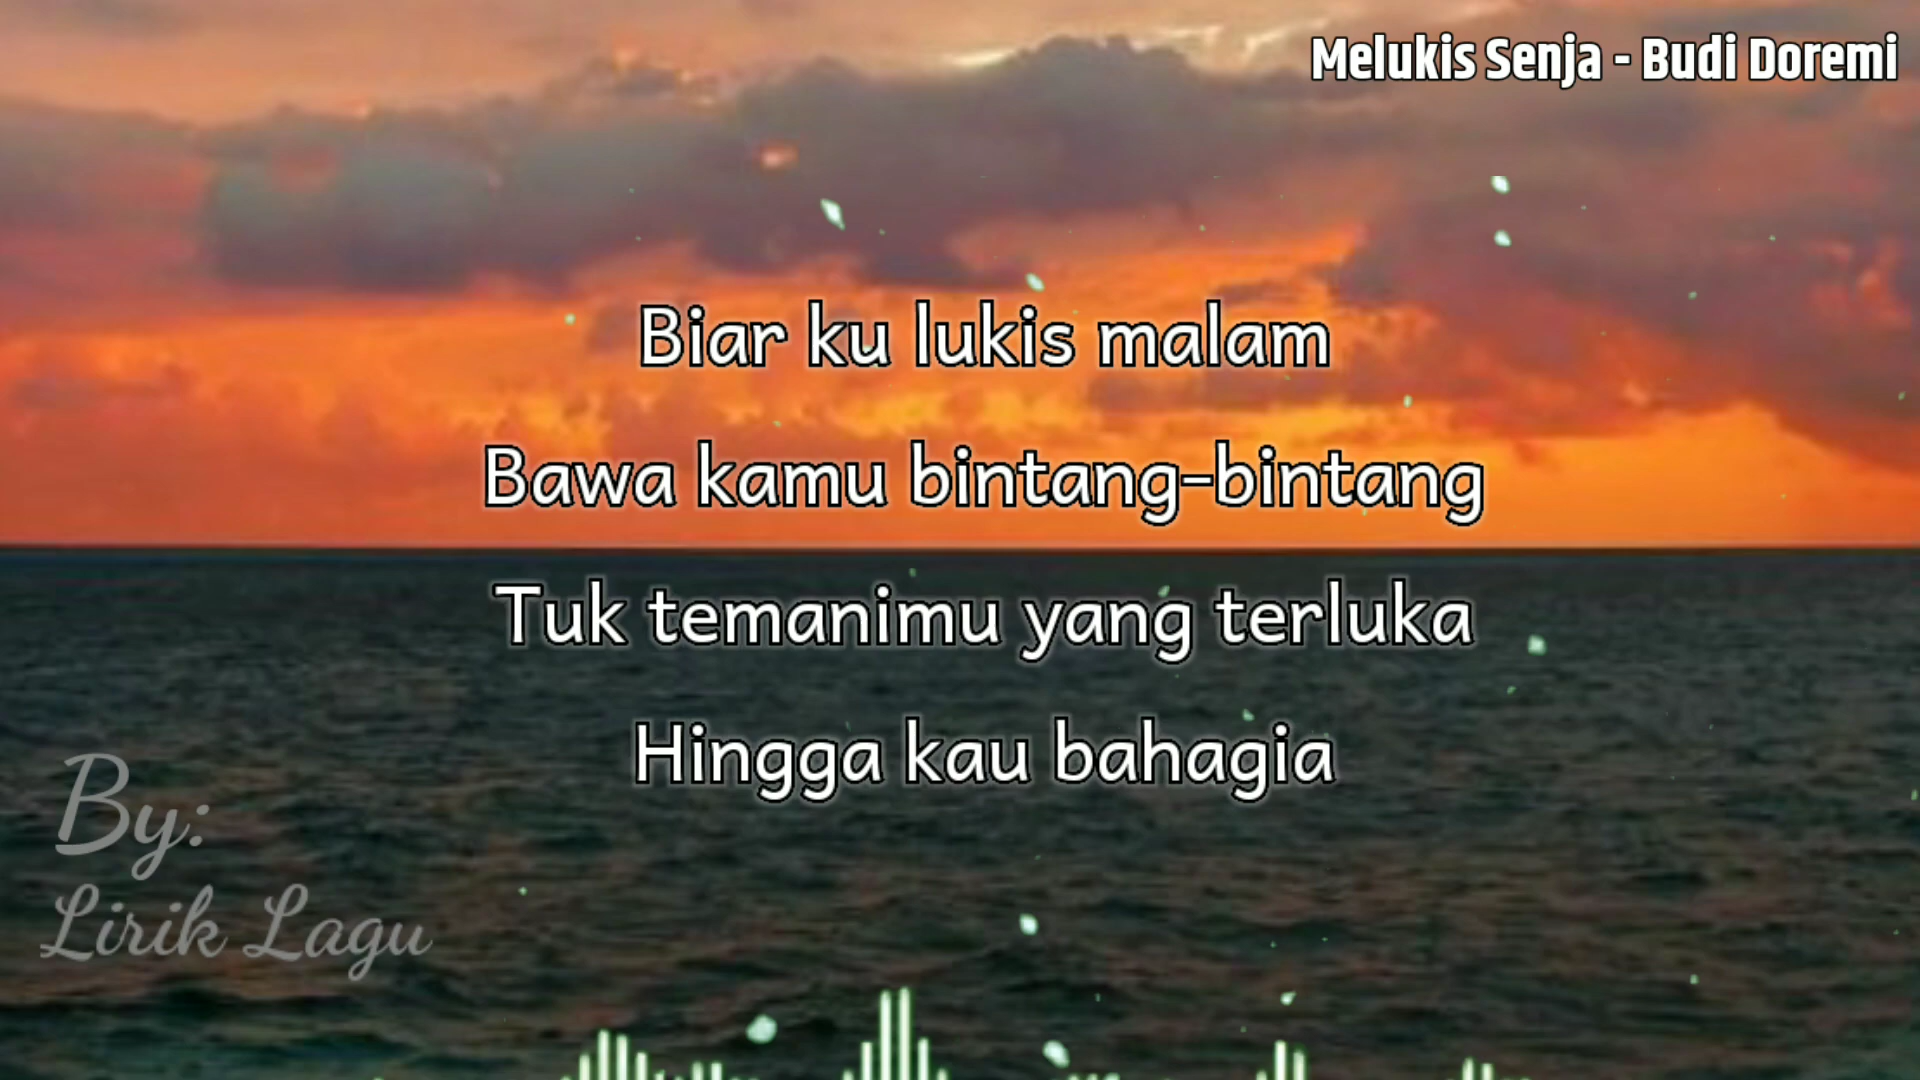 Melukis Senja - Budi Doremi
Biar ku lukis malam
Bawa kamu bintang-bintang
Tuk temanimu yang terluka
Hingga kau bahagia
By:
Lirik Lagu